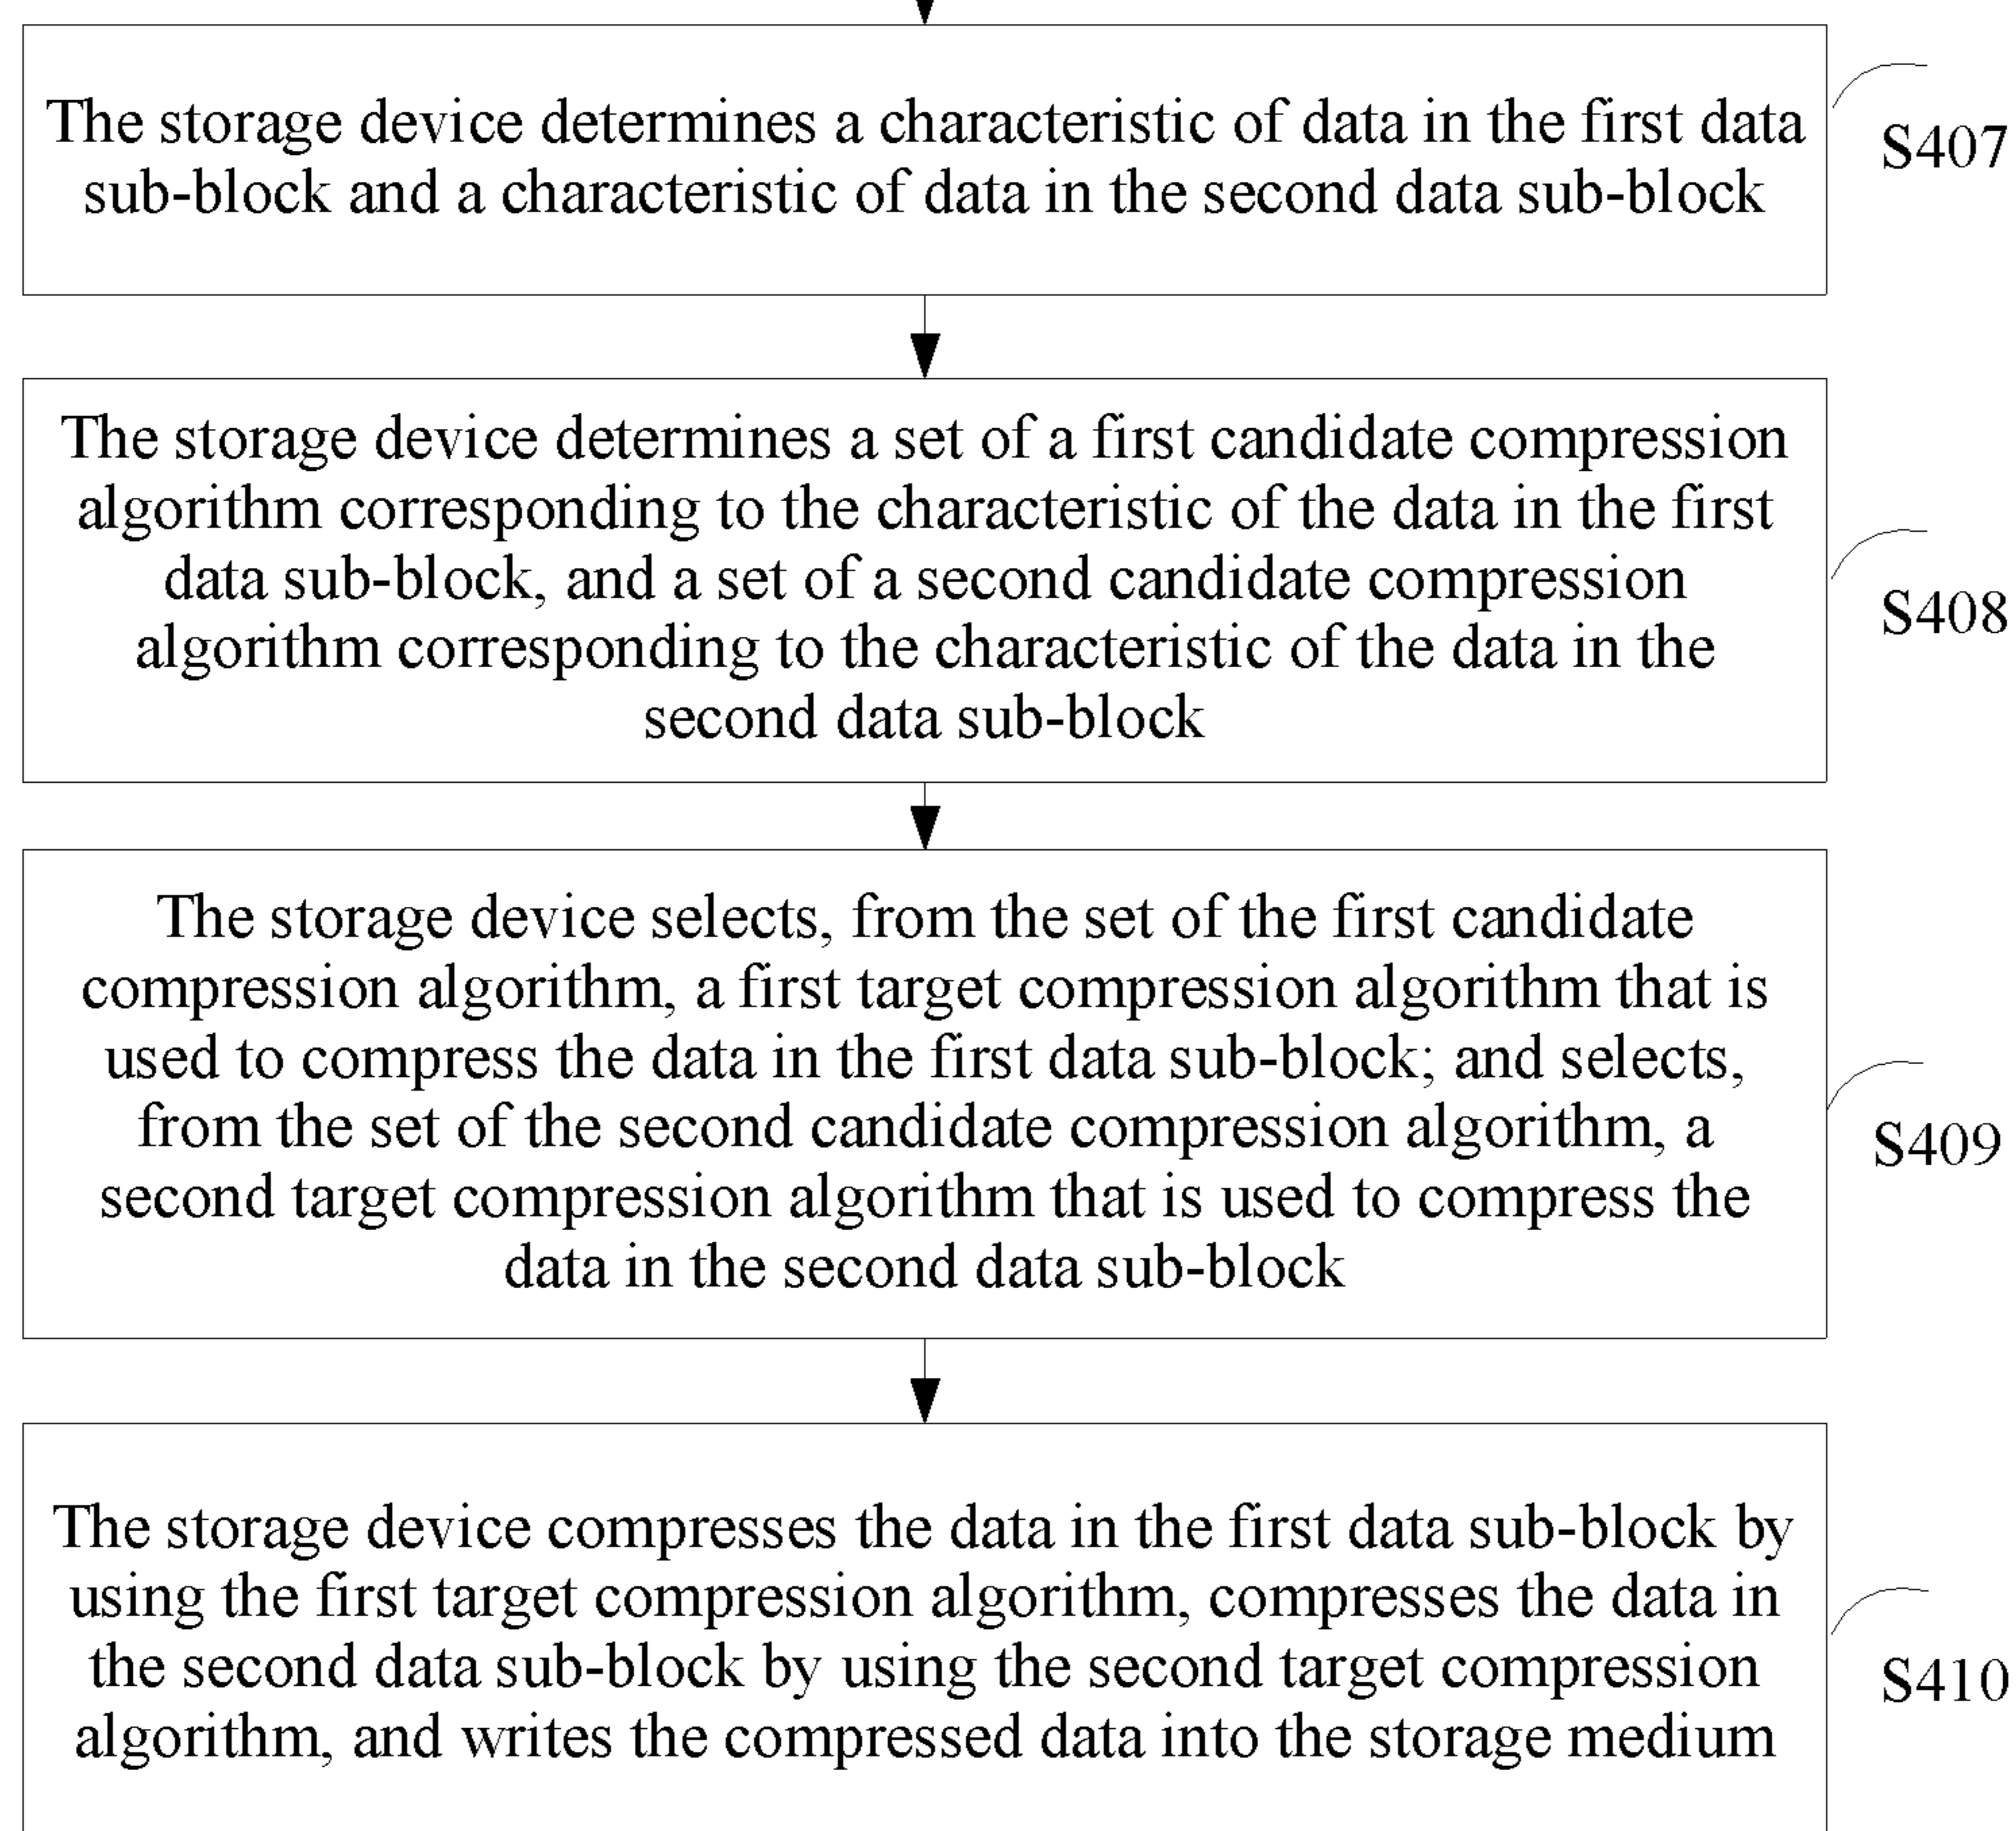 The storage device determines a characteristic of data in the first data
sub-block and a characteristic of data in the second data sub-block
S407
The storage device determines a set of a first candidate compression
algorithm corresponding to the characteristic of the data in the first
data sub-block, and a set of a second candidate compression
algorithm corresponding to the characteristic of the data in the
second data sub-block
S408
The storage device selects, from the set of the first candidate
compression algorithm, a first target compression algorithm that is
used to compress the data in the first data sub-block; and selects,
from the set of the second candidate compression algorithm, a
second target compression algorithm that is used to compress the
data in the second data sub-block
S409
The storage device compresses the data in the first data sub-block by
using the first target compression algorithm, compresses the data in
the second data sub-block by using the second target compression
algorithm, and writes the compressed data into the storage medium
S410